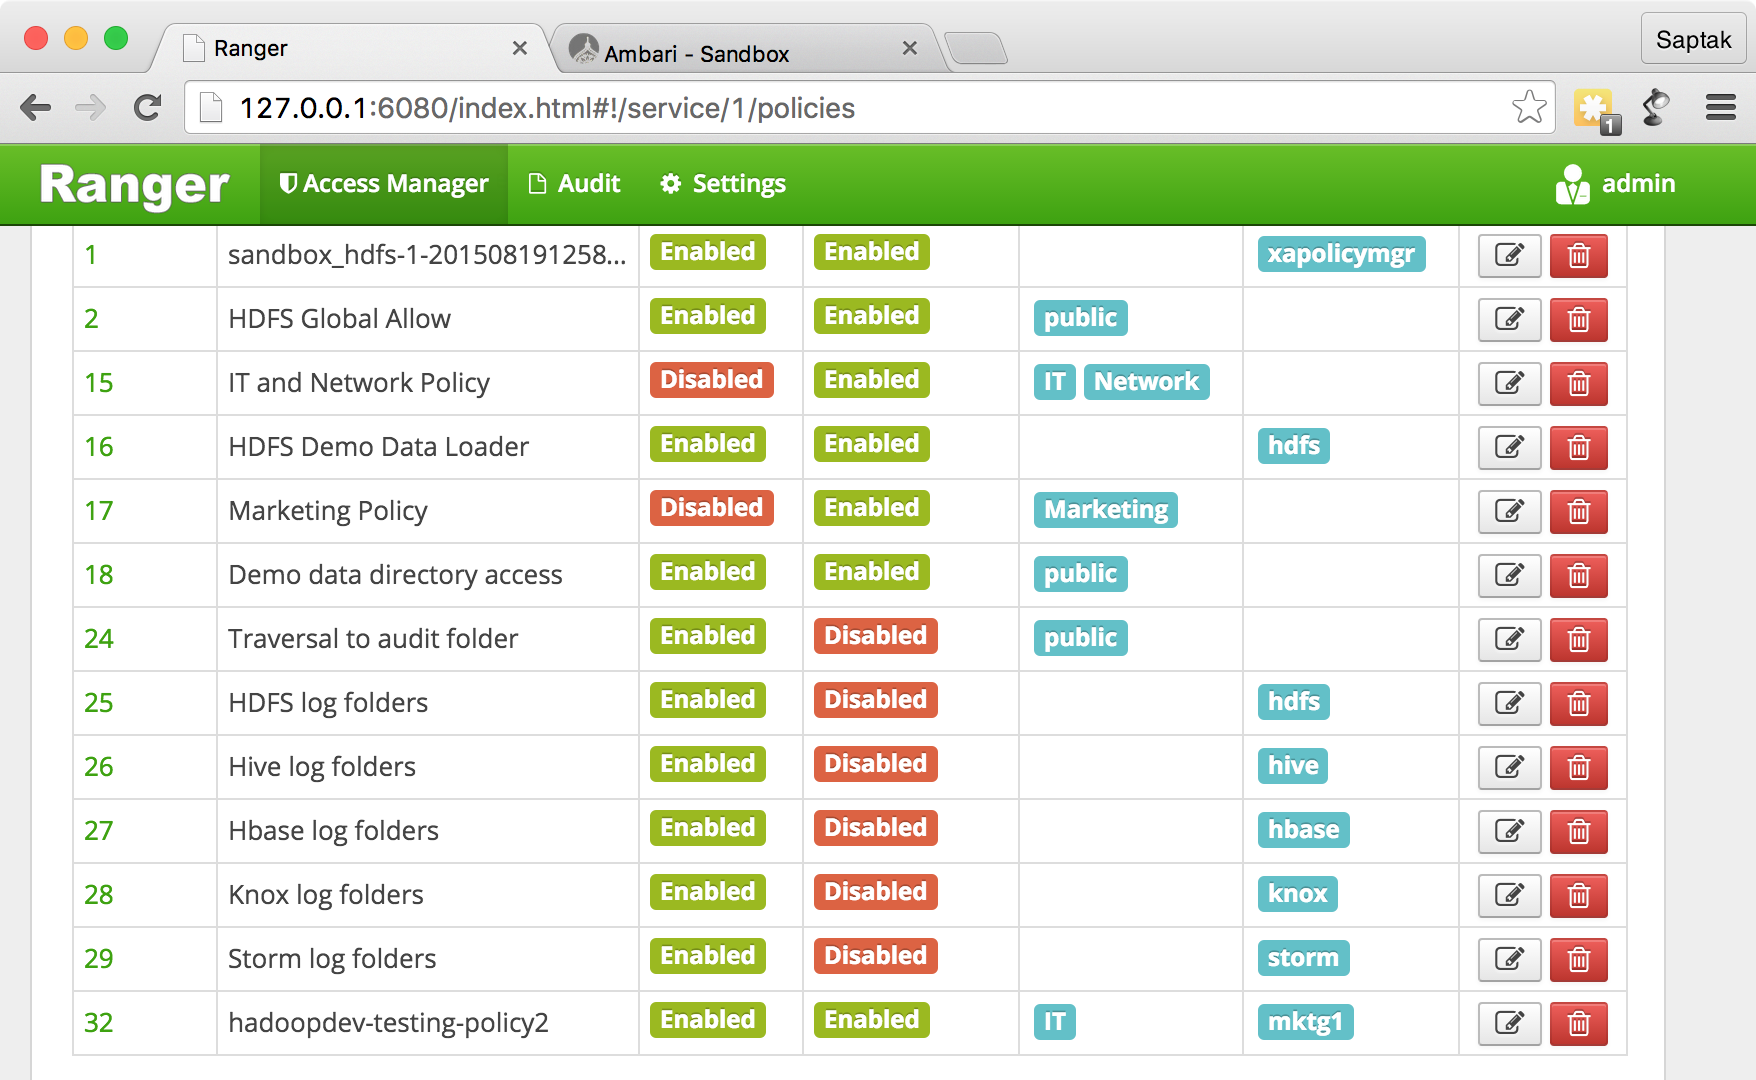 Ranger
Ambari - Sandbox
Saptak
127.0.0.1:6080/index.html#!/service/1/policies
1
Ranger Access Manager Audit Settings admin
1 sandbox_hdfs-1-201508191258... Enabled Enabled xapolicymgr
2 HDFS Global Allow Enabled Enabled public
15 IT and Network Policy Disabled Enabled IT Network
16 HDFS Demo Data Loader Enabled Enabled hdfs
17 Marketing Policy Disabled Enabled Marketing
18 Demo data directory access Enabled Enabled public
24 Traversal to audit folder Enabled Disabled public
25 HDFS log folders Enabled Disabled hdfs
26 Hive log folders Enabled Disabled hive
27 Hbase log folders Enabled Disabled hbase
28 Knox log folders Enabled Disabled knox
29 Storm log folders Enabled Disabled storm
32 hadoopdev-testing-policy2 Enabled Enabled IT mktg1